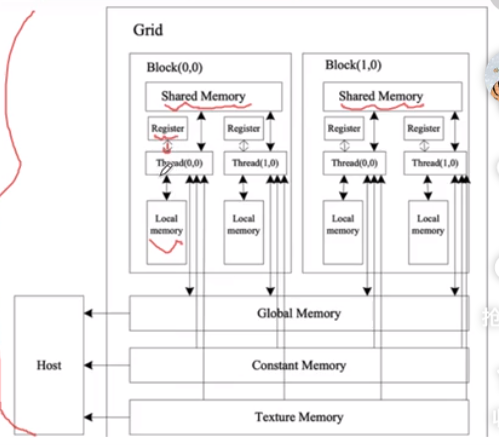 Grid
Block(0,0)
Shared Memory
Register
Register
Thread(0,0)
Thread(1,0)
Local
memory
Local
memory
Block(1,0)
Shared Memory
Register
Register
Thread(0,0)
Thread(1,0)
Local
memory
Local
memory
Host
Global Memory
Constant Memory
Texture Memory
抢